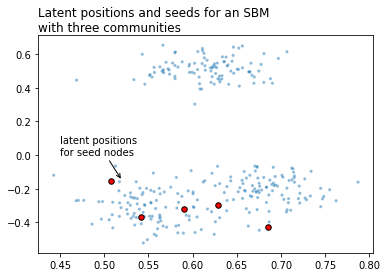 Latent positions and seeds for an SBM
with three communities
0.6
0.4
0.2
0.0
−0.2
−0.4
latent positions
for seed nodes
0.45 0.50 0.55 0.60 0.65 0.70 0.75 0.80